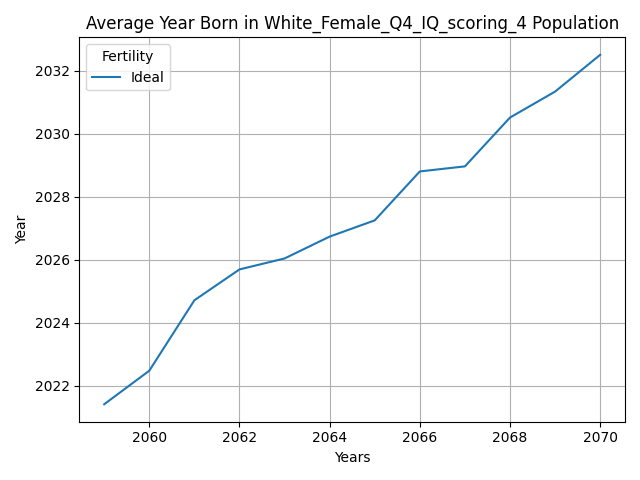 Average Year Born in White_Female_Q4_IQ_scoring_4 Population
Fertility
Ideal
Year
2032
2030
2028
2026
2024
2022
2060 2062 2064 2066 2068 2070
Years